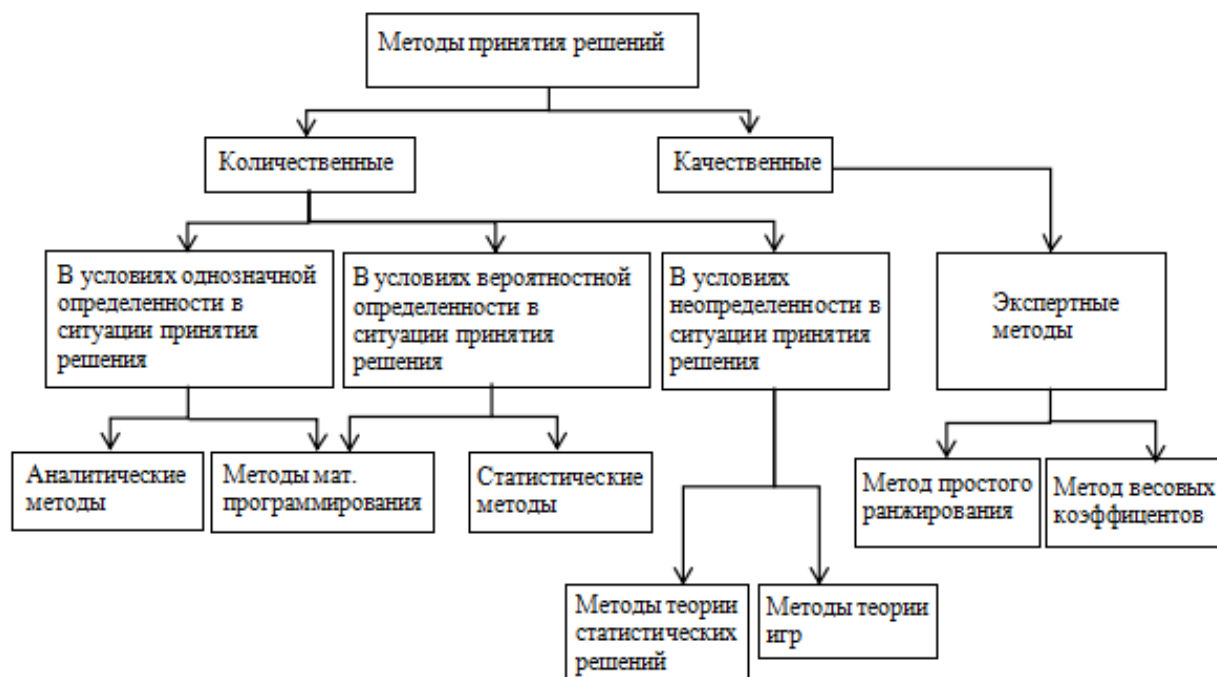 Методы принятия решений
Количественные
Качественные
В условиях однозначной
определенности в
ситуации принятия
решения
В условиях вероятностной
определенности в
ситуации принятия
решения
В условиях
неопределенности в
ситуации принятия
решения
Экспертные
методы
Аналитические
методы
Методы мат.
программирования
Статистические
методы
Метод простого
ранжирования
Метод весовых
коэффицентов
Методы теории
статистических
решений
Методы теории
игр